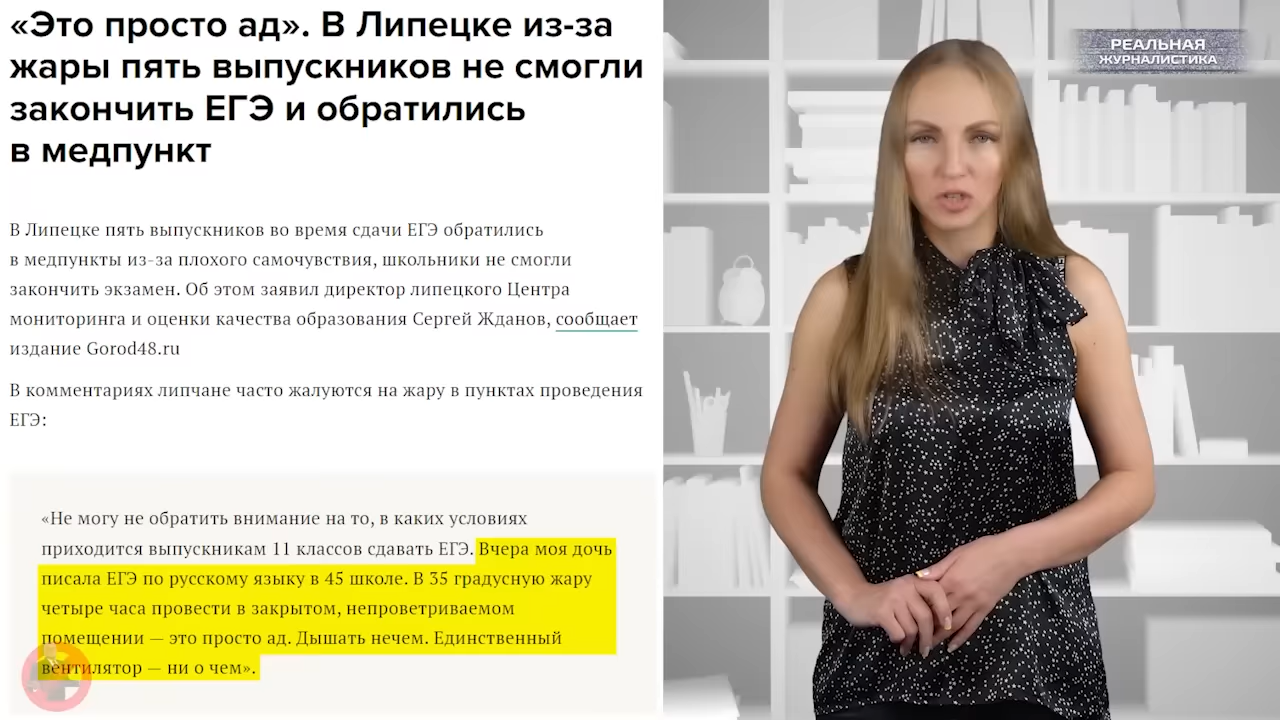 «Это просто ад». В Липецке из-за
жары пять выпускников не смогли
закончить ЕГЭ и обратились
в медпункт
В Липецке пять выпускников во время сдачи ЕГЭ обратились
в медпункты из-за плохого самочувствия, школьники не смогли
закончить экзамен. Об этом заявил директор липецкого Центра
мониторинга и оценки качества образования Сергей Жданов, сообщает
издание Gorod48.ru
В комментариях липчане часто жалуются на жару в пунктах проведения
ЕГЭ:
«Не могу не обратить внимание на то, в каких условиях
приходится выпускникам 11 классов сдавать ЕГЭ. Вчера моя дочь
писала ЕГЭ по русскому языку в 45 школе. В 35 градусную жару
четыре часа провести в закрытом, непроветриваемом
помещении — это просто ад. Дышать нечем. Единственный
вентилятор — ни о чем».
РЕАЛЬНАЯ
ЖУРНАЛИСТИКА